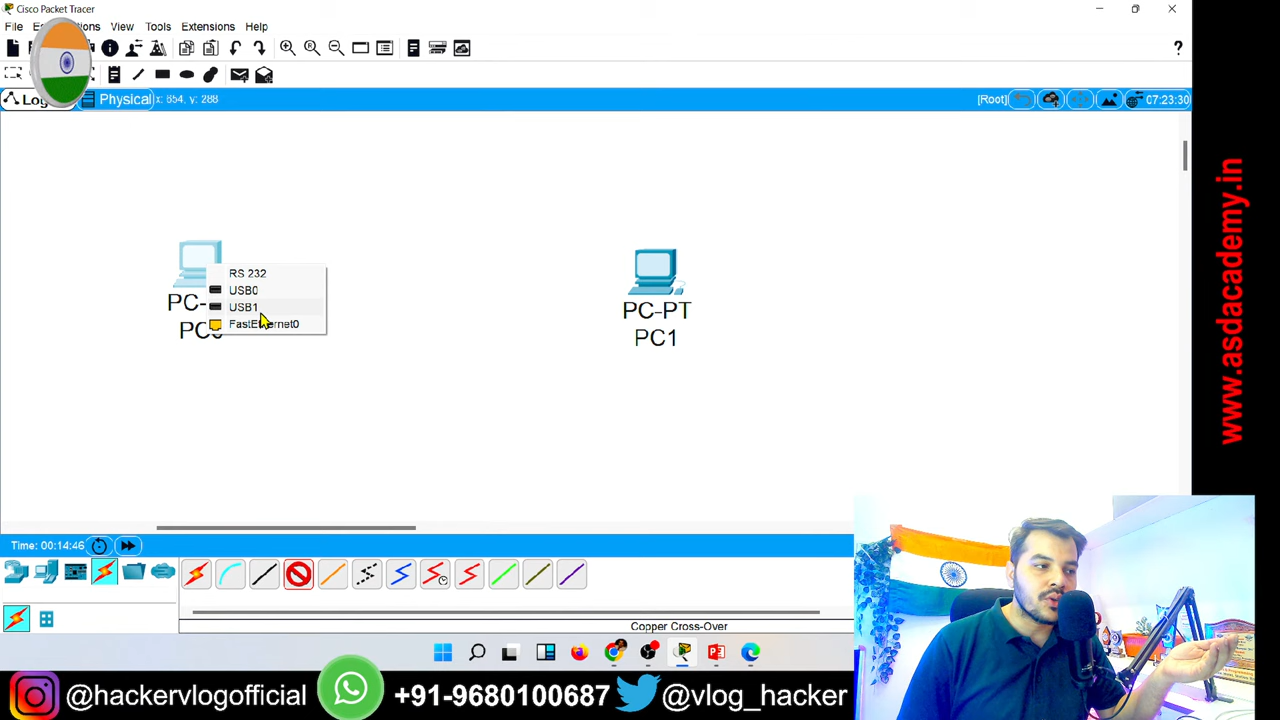 Cisco Packet Tracer
File
View Tools Extensions Help
?
Physical x: 854, y: 288
[Root]
07:23:30
RS 232
USB0
USB1
FastEthernet0
PC-PT
PC1
Time: 00:14:46
Copper Cross-Over
www.asdacademy.in
@hackervlogofficial
+91-9680100687
@vlog_hacker